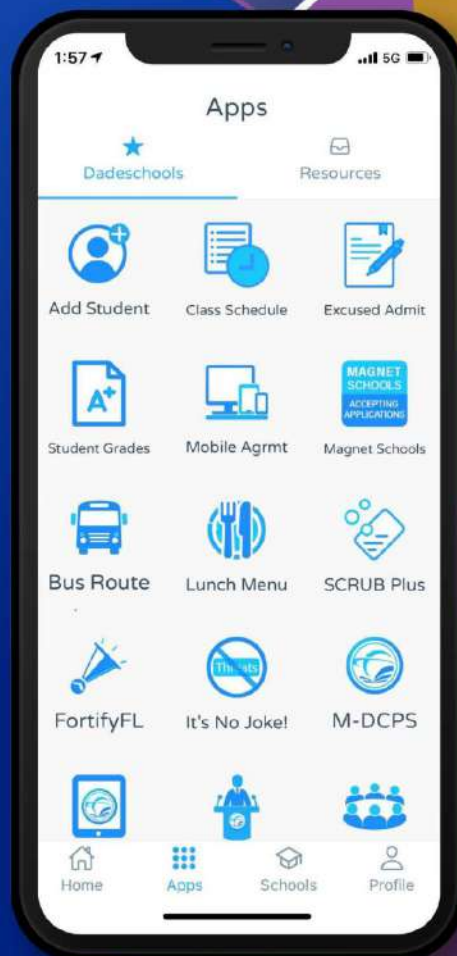 1:57
5G
Apps
Dadeschools
Resources
Add Student
Class Schedule
Excused Admit
A+
MAGNET
SCHOOLS
ACCEPTING
APPLICATIONS
Student Grades
Mobile Agrmt
Magnet Schools
Bus Route
Lunch Menu
SCRUB Plus
Threats
FortifyFL
It's No Joke!
M-DCPS
Home
Apps
Schools
Profile